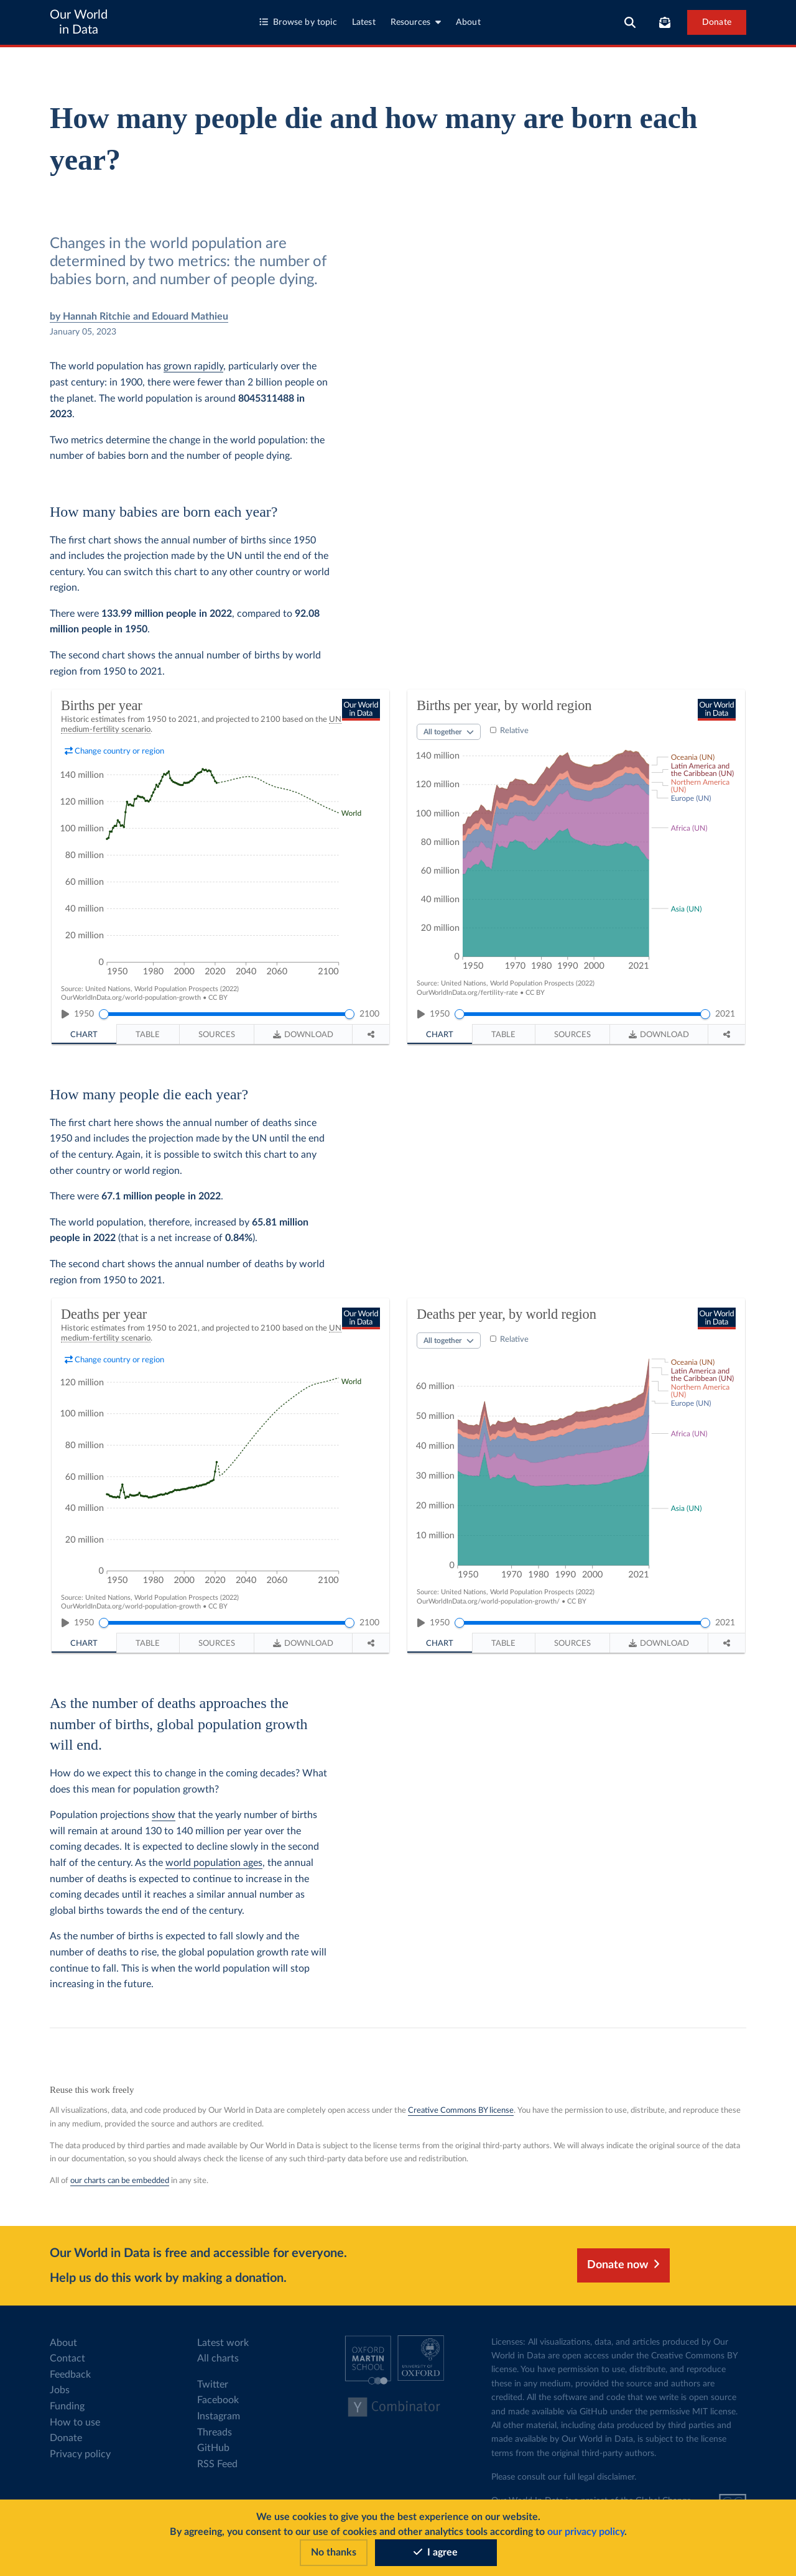 Our World
in Data
Browse by topic
Latest
Resources
About
Donate
How many people die and how many are born each
year?
Changes in the world population are
determined by two metrics: the number of
babies born, and number of people dying.
by Hannah Ritchie and Edouard Mathieu
January 05, 2023
The world population has grown rapidly, particularly over the
past century: in 1900, there were fewer than 2 billion people on
the planet. The world population is around 8045311488 in
2023.
Two metrics determine the change in the world population: the
number of babies born and the number of people dying.
How many babies are born each year?
The first chart shows the annual number of births since 1950
and includes the projection made by the UN until the end of the
century. You can switch this chart to any other country or world
region.
There were 133.99 million people in 2022, compared to 92.08
million people in 1950.
The second chart shows the annual number of births by world
region from 1950 to 2021.
Births per year
Our World
in Data
Historic estimates from 1950 to 2021, and projected to 2100 based on the UN
medium-fertility scenario.
Change country or region
140 million
120 million
100 million
80 million
60 million
40 million
20 million
0
World
1950 1980 2000 2020 2040 2060 2100
Source: United Nations, World Population Prospects (2022)
OurWorldInData.org/world-population-growth • CC BY
1950
2100
CHART
TABLE
SOURCES
DOWNLOAD
Births per year, by world region
Our World
in Data
All together
Relative
140 million
120 million
100 million
80 million
60 million
40 million
20 million
0
Oceania (UN)
Latin America and
the Caribbean (UN)
Northern America
(UN)
Europe (UN)
Africa (UN)
Asia (UN)
1950 1970 1980 1990 2000 2021
Source: United Nations, World Population Prospects (2022)
OurWorldInData.org/fertility-rate • CC BY
1950
2021
CHART
TABLE
SOURCES
DOWNLOAD
How many people die each year?
The first chart here shows the annual number of deaths since
1950 and includes the projection made by the UN until the end
of the century. Again, it is possible to switch this chart to any
other country or world region.
There were 67.1 million people in 2022.
The world population, therefore, increased by 65.81 million
people in 2022 (that is a net increase of 0.84%).
The second chart shows the annual number of deaths by world
region from 1950 to 2021.
Deaths per year
Our World
in Data
Historic estimates from 1950 to 2021, and projected to 2100 based on the UN
medium-fertility scenario.
Change country or region
120 million
100 million
80 million
60 million
40 million
20 million
0
World
1950 1980 2000 2020 2040 2060 2100
Source: United Nations, World Population Prospects (2022)
OurWorldInData.org/world-population-growth • CC BY
1950
2100
CHART
TABLE
SOURCES
DOWNLOAD
Deaths per year, by world region
Our World
in Data
All together
Relative
60 million
50 million
40 million
30 million
20 million
10 million
0
Oceania (UN)
Latin America and
the Caribbean (UN)
Northern America
(UN)
Europe (UN)
Africa (UN)
Asia (UN)
1950 1970 1980 1990 2000 2021
Source: United Nations, World Population Prospects (2022)
OurWorldInData.org/world-population-growth/ • CC BY
1950
2021
CHART
TABLE
SOURCES
DOWNLOAD
As the number of deaths approaches the
number of births, global population growth
will end.
How do we expect this to change in the coming decades? What
does this mean for population growth?
Population projections show that the yearly number of births
will remain at around 130 to 140 million per year over the
coming decades. It is expected to decline slowly in the second
half of the century. As the world population ages, the annual
number of deaths is expected to continue to increase in the
coming decades until it reaches a similar annual number as
global births towards the end of the century.
As the number of births is expected to fall slowly and the
number of deaths to rise, the global population growth rate will
continue to fall. This is when the world population will stop
increasing in the future.
Reuse this work freely
All visualizations, data, and code produced by Our World in Data are completely open access under the Creative Commons BY license. You have the permission to use, distribute, and reproduce these
in any medium, provided the source and authors are credited.
The data produced by third parties and made available by Our World in Data is subject to the license terms from the original third-party authors. We will always indicate the original source of the data
in our documentation, so you should always check the license of any such third-party data before use and redistribution.
All of our charts can be embedded in any site.
Our World in Data is free and accessible for everyone.
Help us do this work by making a donation.
Donate now
About
Contact
Feedback
Jobs
Funding
How to use
Donate
Privacy policy
Latest work
All charts
Twitter
Facebook
Instagram
Threads
GitHub
RSS Feed
OXFORD
MARTIN
SCHOOL
UNIVERSITY OF
OXFORD
Y Combinator
Licenses: All visualizations, data, and articles produced by Our
World in Data are open access under the Creative Commons BY
license. You have permission to use, distribute, and reproduce
these in any medium, provided the source and authors are
credited. All the software and code that we write is open source
and made available via GitHub under the permissive MIT license.
All other material, including data produced by third parties and
made available by Our World in Data, is subject to the license
terms from the original third-party authors.
Please consult our full legal disclaimer.
We use cookies to give you the best experience on our website.
By agreeing, you consent to our use of cookies and other analytics tools according to our privacy policy.
No thanks
I agree